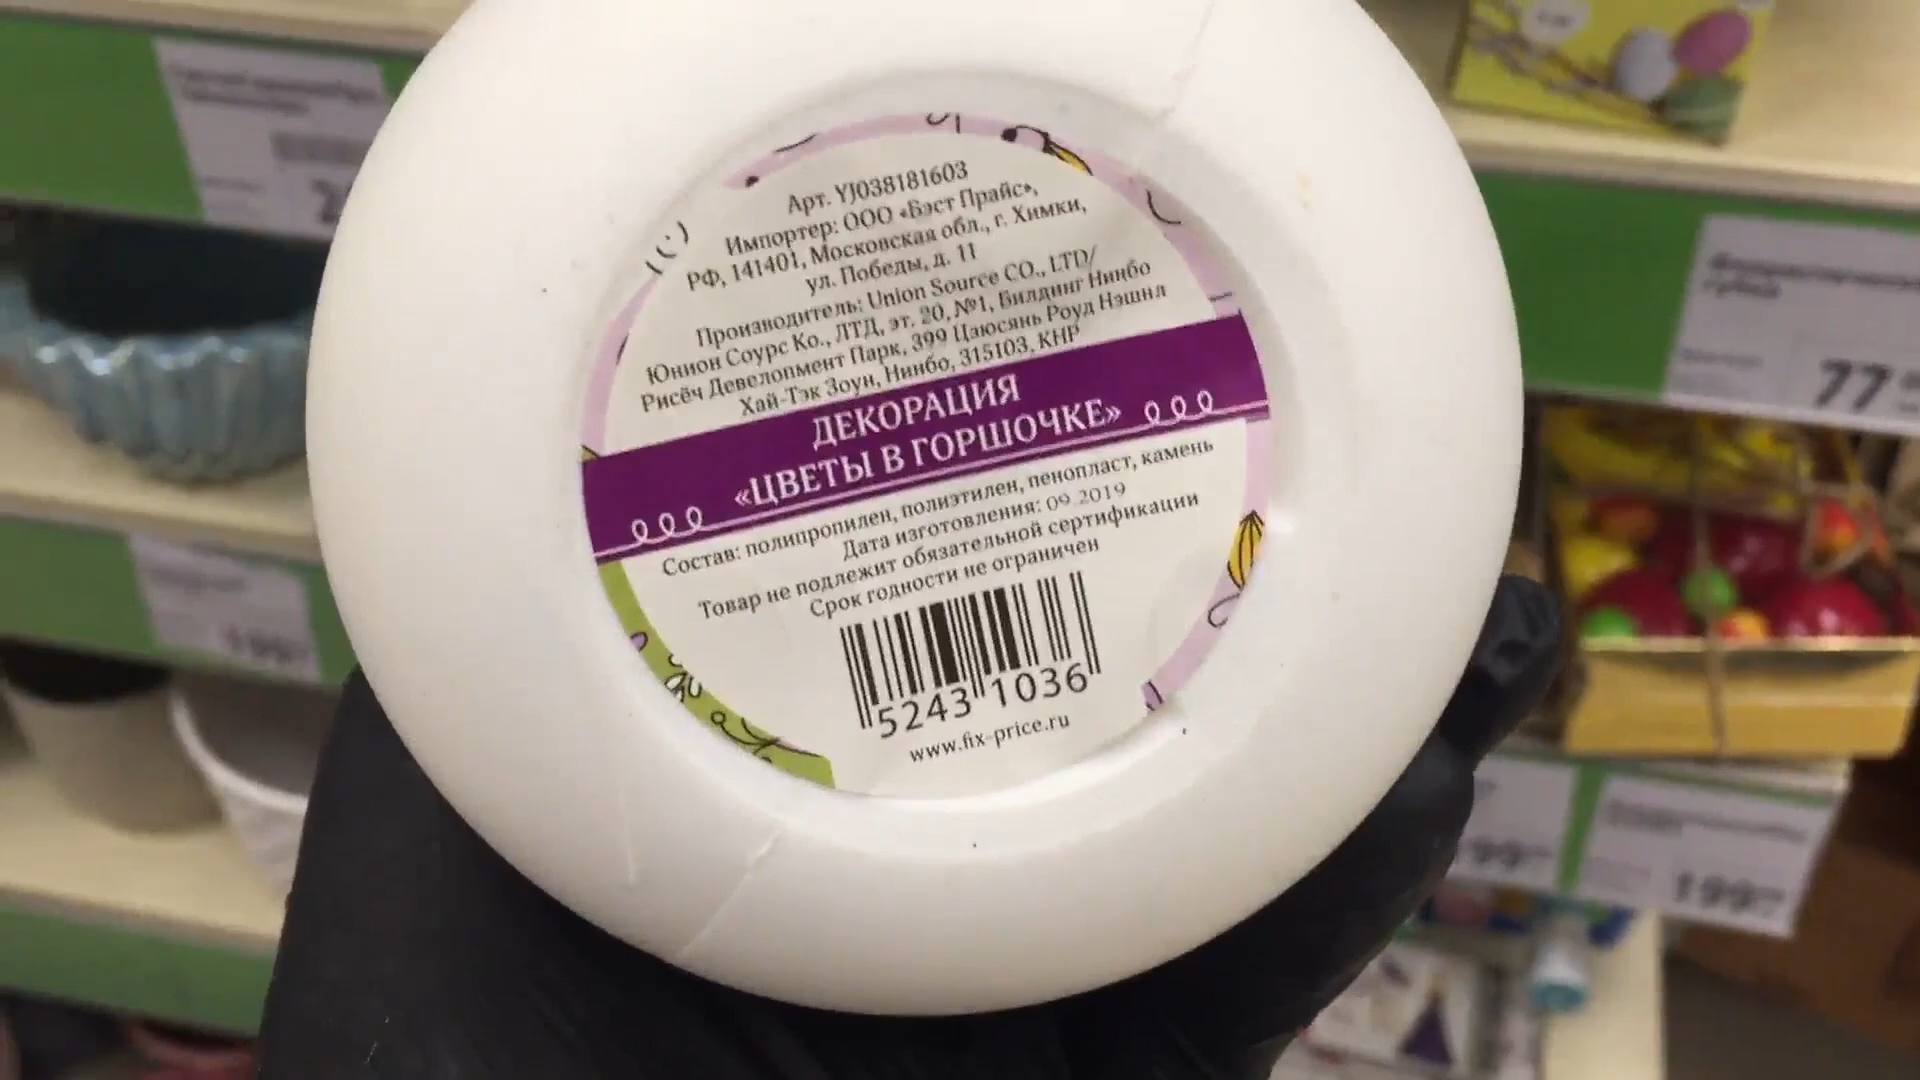 Арт. YJ038181603
Импортер: ООО «Бэст Прайс»,
РФ, 141401, Московская обл., г. Химки,
ул. Победы, д. 11
Производитель: Union Source CO., LTD/
Юнион Соурс Ко., ЛТД, эт. 20, №1, Билдинг Нинбо
Рисёч Девелопмент Парк, 399 Цзюсянь Роуд Нэшнл
Хай-Тэк Зоун, Нинбо, 315103, КНР
ДЕКОРАЦИЯ
«ЦВЕТЫ В ГОРШОЧКЕ»
Состав: полипропилен, полиэтилен, пенопласт, камень
Дата изготовления: 09.2019
Товар не подлежит обязательной сертификации
Срок годности не ограничен
5243 1036
www.fix-price.ru
77
199
199